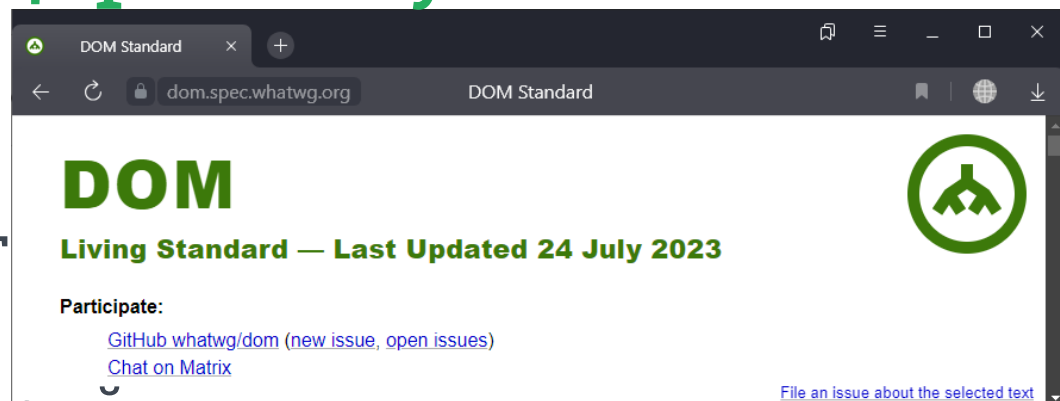 DOM Standard
dom.spec.whatwg.org DOM Standard
DOM
Living Standard — Last Updated 24 July 2023
Participate:
GitHub whatwg/dom (new issue, open issues)
Chat on Matrix
File an issue about the selected text